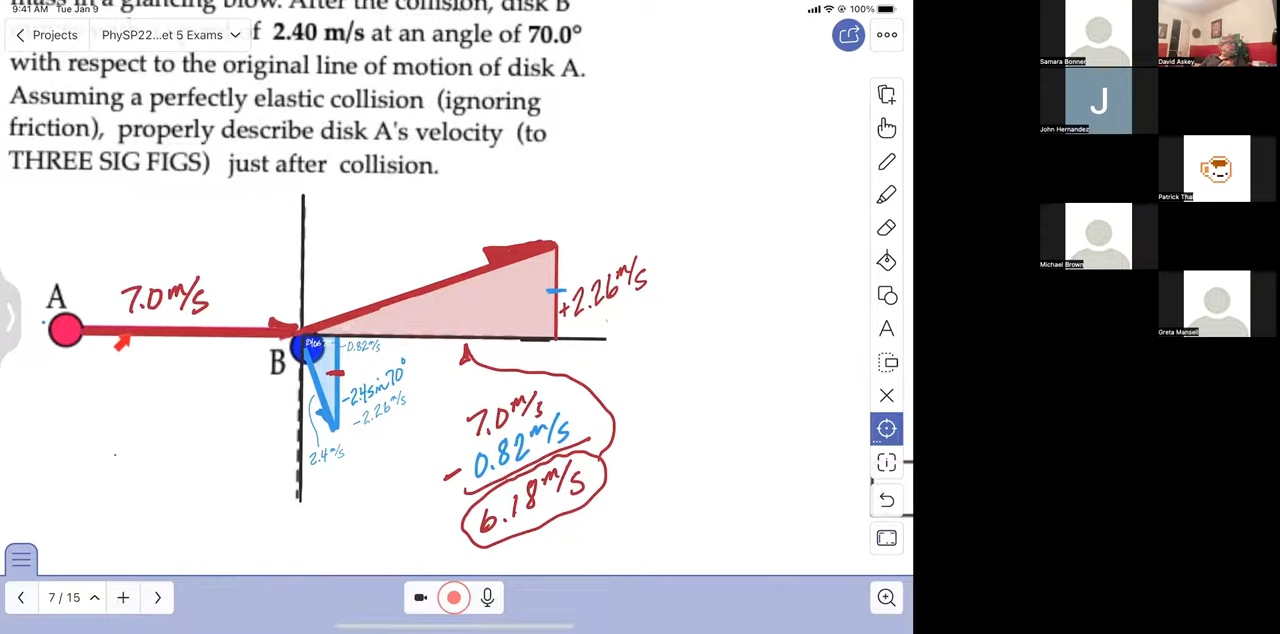 9:41 AM Tue Jan 9
100%
mass in a glancing blow. After the collision, disk B
Projects
PhySP22...et 5 Exams
f 2.40 m/s at an angle of 70.0°
with respect to the original line of motion of disk A.
Assuming a perfectly elastic collision (ignoring
friction), properly describe disk A's velocity (to
THREE SIG FIGS) just after collision.
A
7.0 m/s
+2.26 m/s
B
-0.82 m/s
-2.4 sin 70°
-2.26 m/s
2.4 m/s
7.0 m/s
- 0.82 m/s
6.18 m/s
7 / 15
Samara Bonner
David Askey
J
John Hernandez
Patrick Thai
Michael Brown
Greta Mansell
A